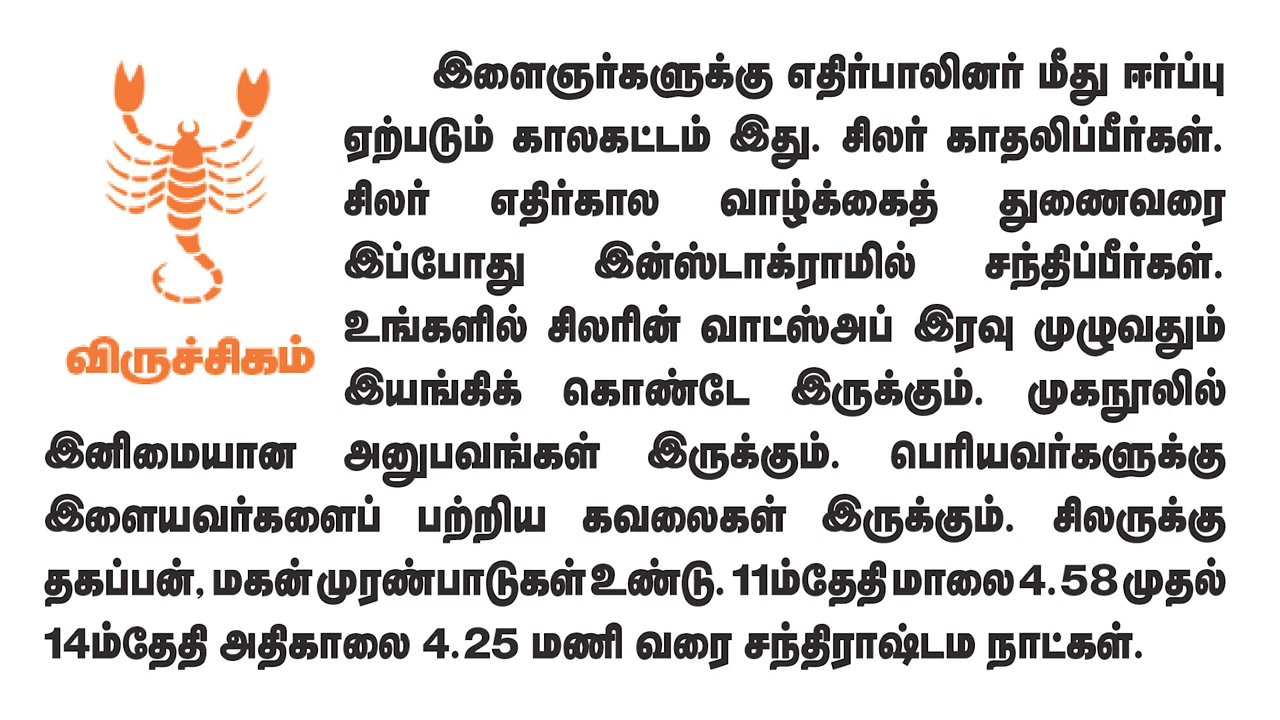 இளைஞர்களுக்கு எதிர்பாலினர் மீது ஈர்ப்பு
ஏற்படும் காலகட்டம் இது. சிலர் காதலிப்பீர்கள்.
சிலர் எதிர்கால வாழ்க்கைத் துணைவரை
இப்போது இன்ஸ்டாக்ராமில் சந்திப்பீர்கள்.
உங்களில் சிலரின் வாட்ஸ்அப் இரவு முழுவதும்
இயங்கிக் கொண்டே இருக்கும். முகநூலில்
விருச்சிகம்
இனிமையான அனுபவங்கள் இருக்கும். பெரியவர்களுக்கு
இளையவர்களைப் பற்றிய கவலைகள் இருக்கும். சிலருக்கு
தகப்பன், மகன் முரண்பாடுகள் உண்டு. 11ம்தேதி மாலை 4.58 முதல்
14ம்தேதி அதிகாலை 4.25 மணி வரை சந்திராஷ்டம நாட்கள்.